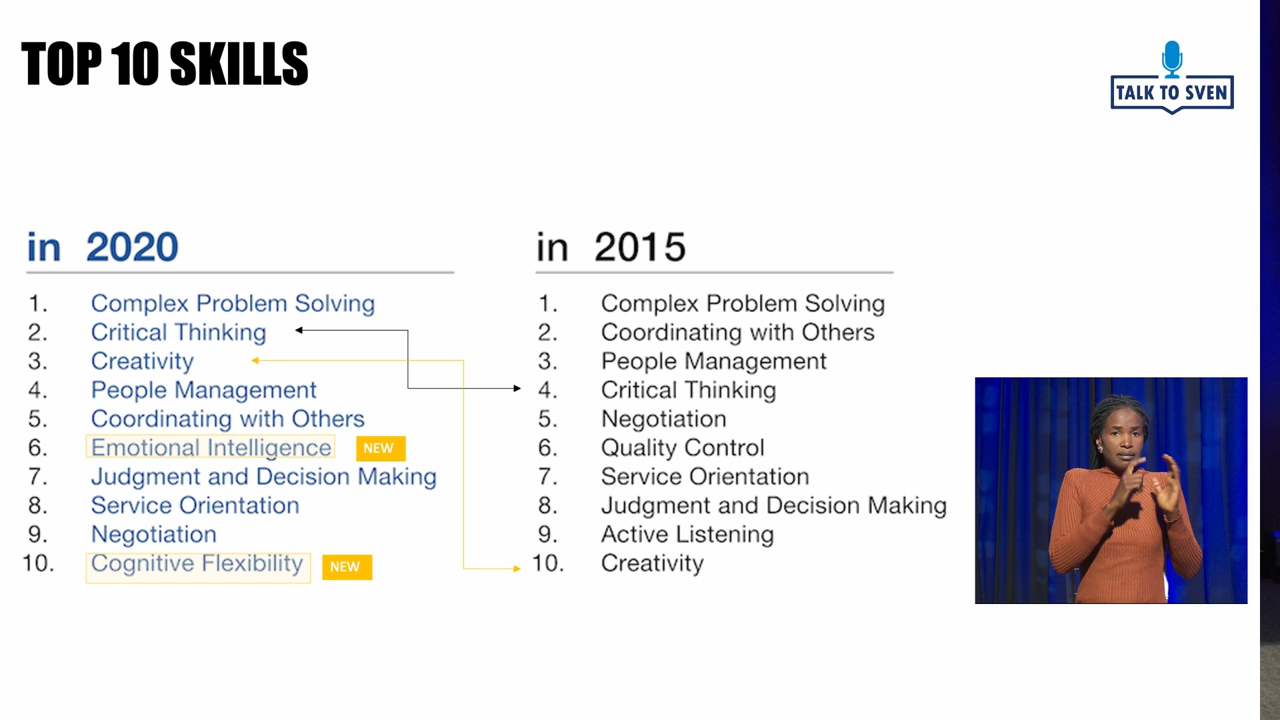 TOP 10 SKILLS
TALK TO SVEN
in 2020
1. Complex Problem Solving
2. Critical Thinking
3. Creativity
4. People Management
5. Coordinating with Others
6. Emotional Intelligence NEW
7. Judgment and Decision Making
8. Service Orientation
9. Negotiation
10. Cognitive Flexibility NEW
in 2015
1. Complex Problem Solving
2. Coordinating with Others
3. People Management
4. Critical Thinking
5. Negotiation
6. Quality Control
7. Service Orientation
8. Judgment and Decision Making
9. Active Listening
10. Creativity